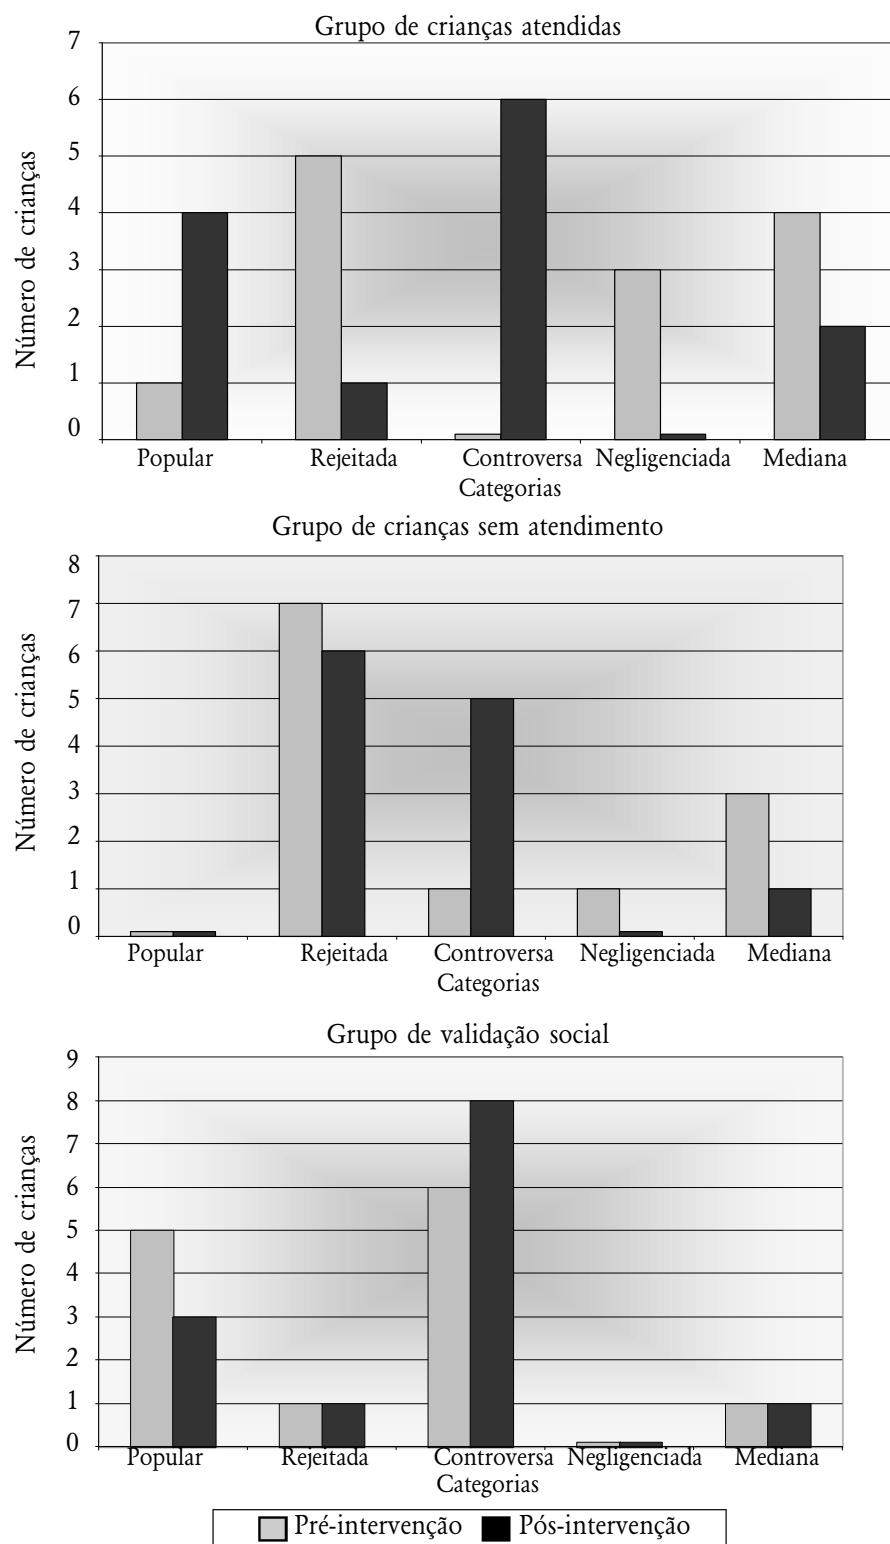 Grupo de crianças atendidas
7
6
5
4
3
2
1
0
Número de crianças
Popular Rejeitada Controversa Negligenciada Mediana
Categorias
Grupo de crianças sem atendimento
8
7
6
5
4
3
2
1
0
Número de crianças
Popular Rejeitada Controversa Negligenciada Mediana
Categorias
Grupo de validação social
9
8
7
6
5
4
3
2
1
0
Número de crianças
Popular Rejeitada Controversa Negligenciada Mediana
Categorias
Pré-intervenção Pós-intervenção